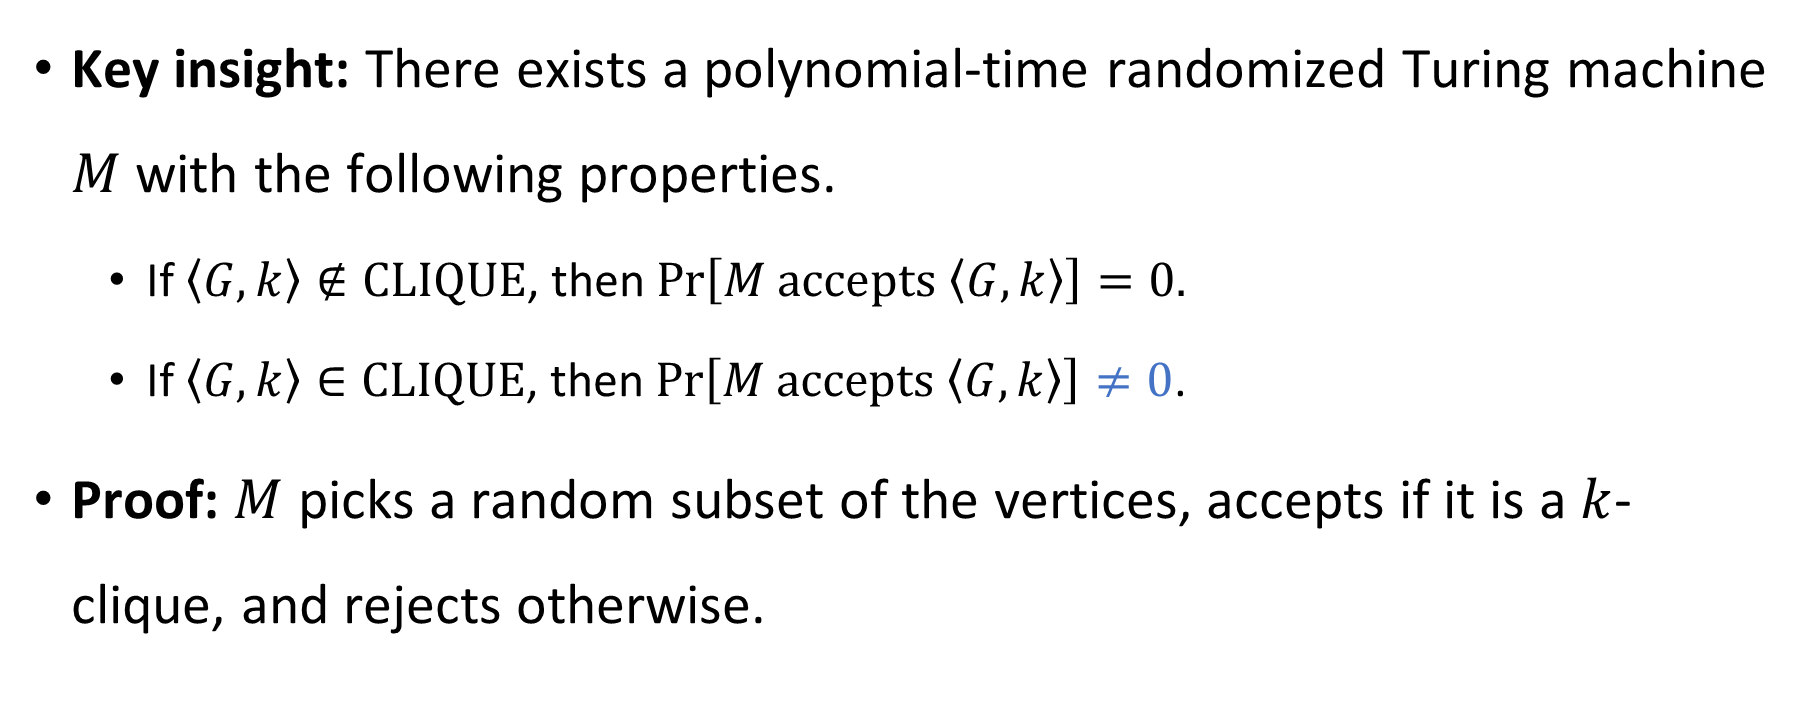 • Key insight: There exists a polynomial-time randomized Turing machine
M with the following properties.
• If ⟨G, k⟩ ∉ CLIQUE, then Pr[M accepts ⟨G, k⟩] = 0.
• If ⟨G, k⟩ ∈ CLIQUE, then Pr[M accepts ⟨G, k⟩] ≠ 0.
• Proof: M picks a random subset of the vertices, accepts if it is a k-
clique, and rejects otherwise.